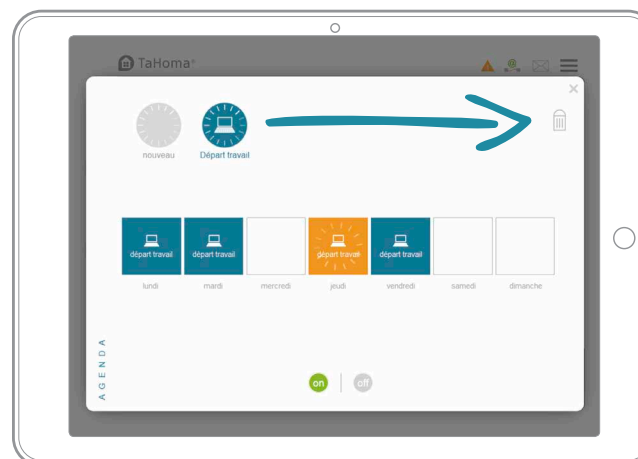 TaHoma®
nouveau
Départ travail
départ travail
départ travail
départ travail
départ travail
lundi
mardi
mercredi
jeudi
vendredi
samedi
dimanche
AGENDA
on
off